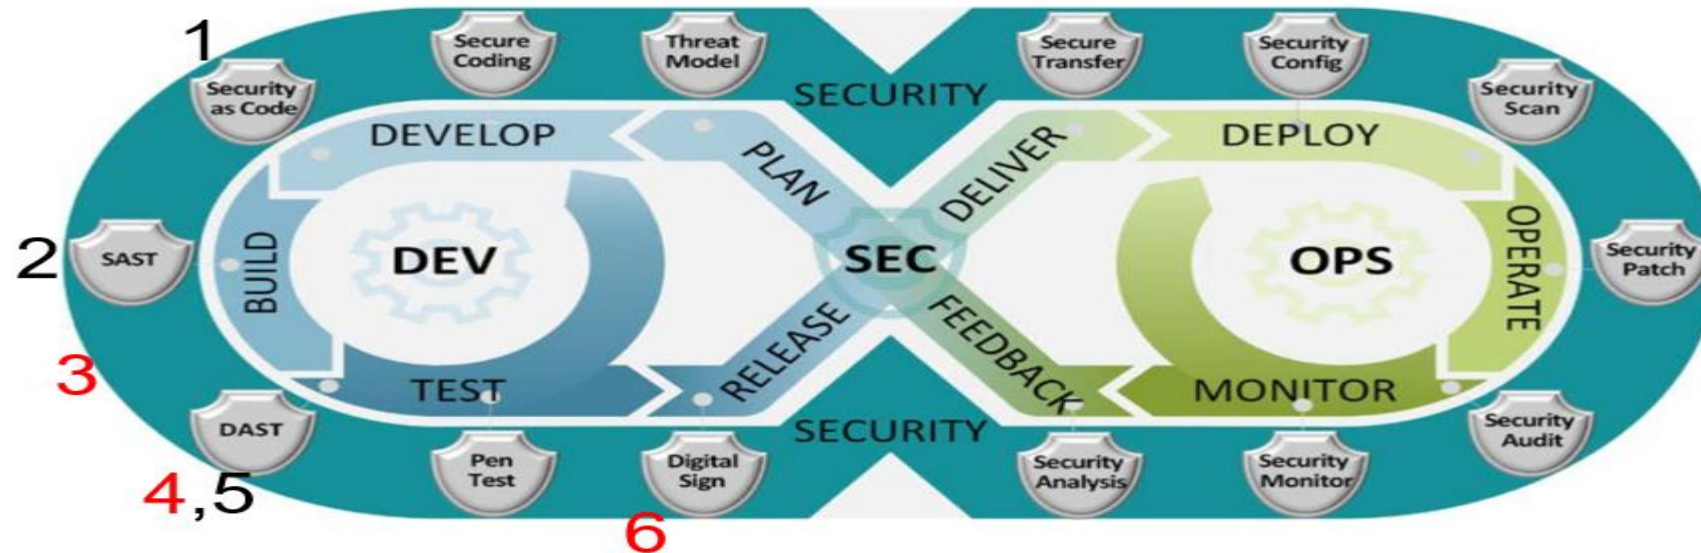 1
Secure
Coding
Threat
Model
Secure
Transfer
Security
Config
Security
as Code
SECURITY
Security
Scan
DEVELOP
PLAN
DELIVER
DEPLOY
2
SAST
BUILD
DEV
SEC
OPS
OPERATE
Security
Patch
3
TEST
RELEASE
FEEDBACK
MONITOR
DAST
SECURITY
Security
Audit
4,5
Pen
Test
Digital
Sign
Security
Analysis
Security
Monitor
6